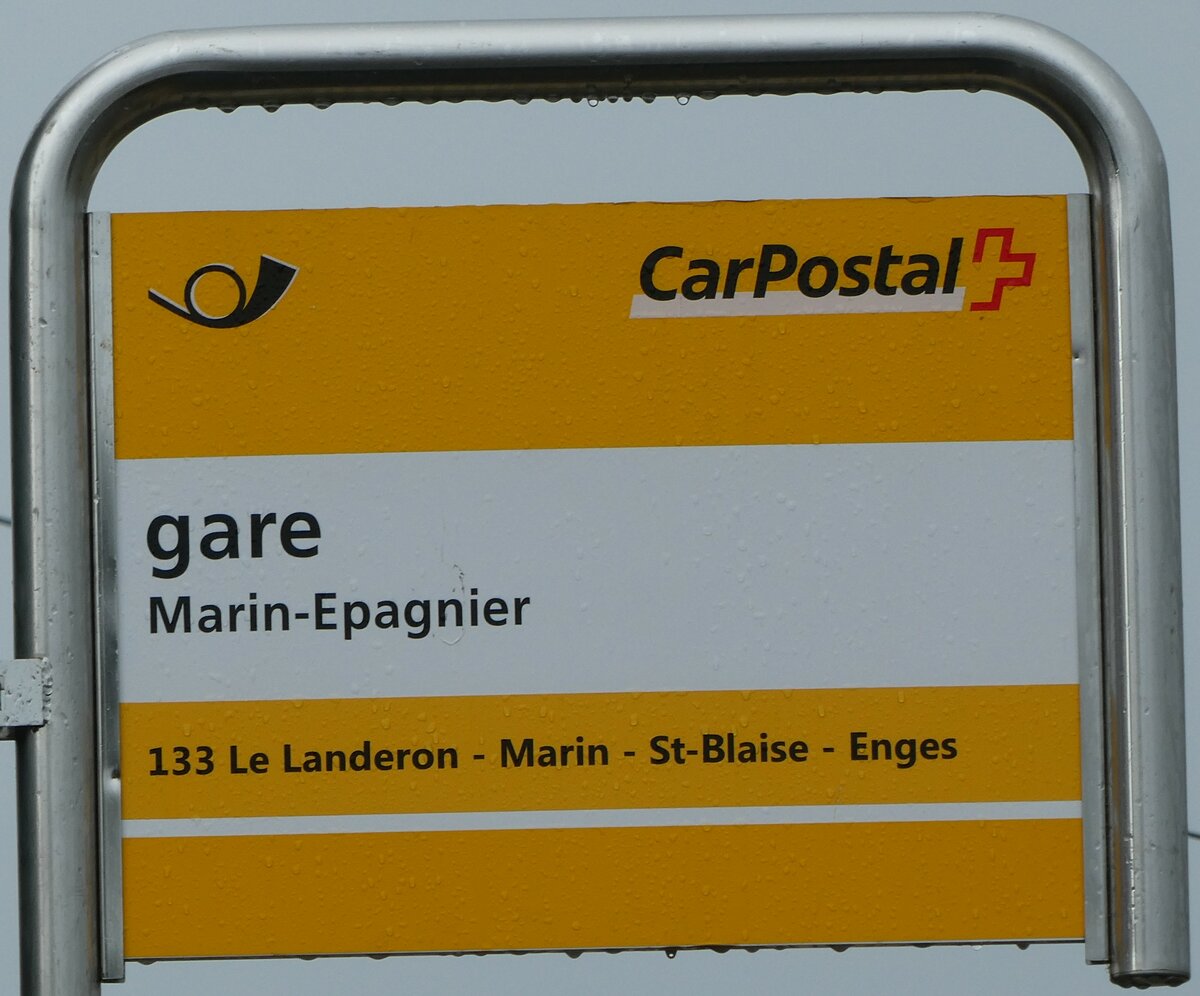 CarPostal
gare
Marin-Epagnier
133 Le Landeron - Marin - St-Blaise - Enges